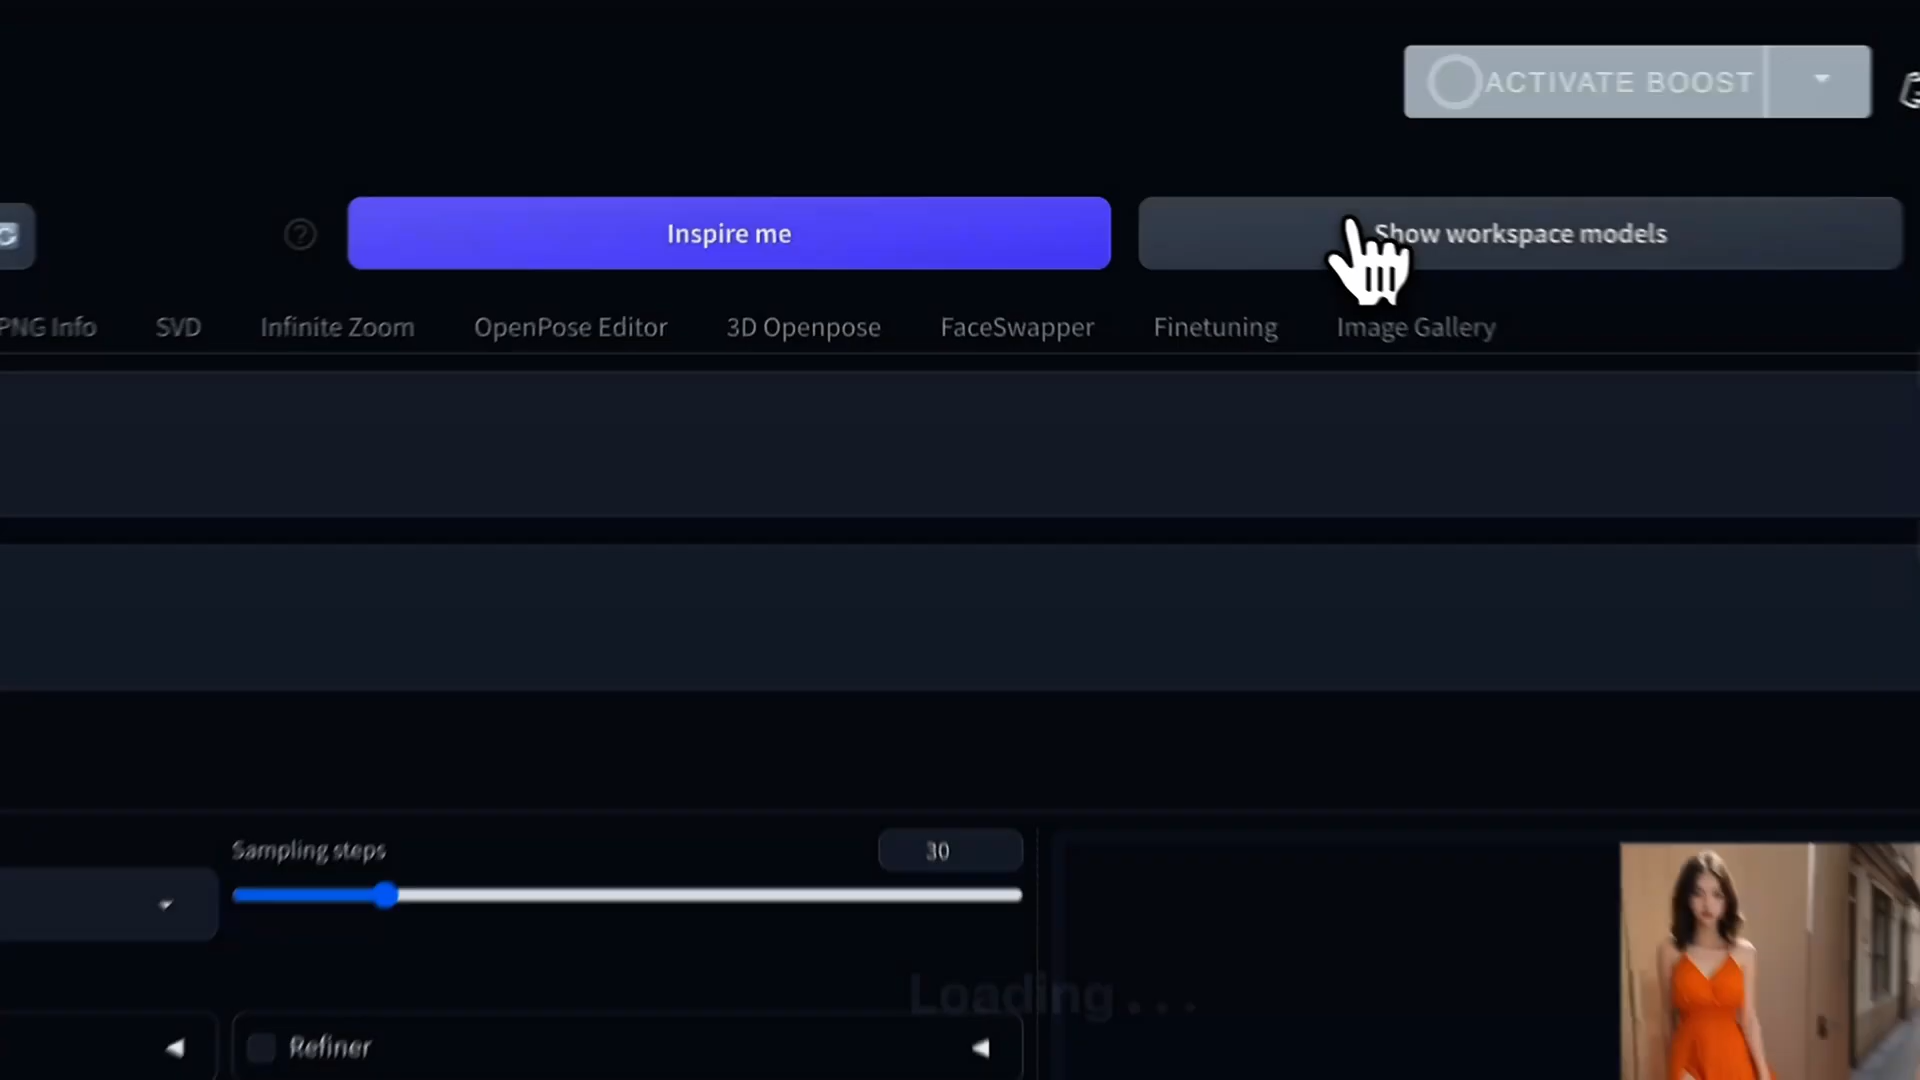 ACTIVATE BOOST
Inspire me
Show workspace models
PNG Info SVD Infinite Zoom OpenPose Editor 3D Openpose FaceSwapper Finetuning Image Gallery
Sampling steps 30
Loading . . .
Refiner